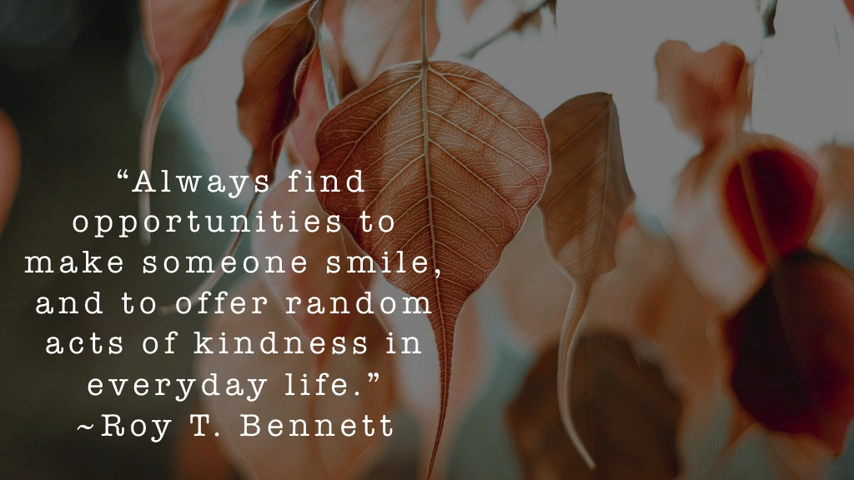 “Always find
opportunities to
make someone smile,
and to offer random
acts of kindness in
everyday life.”
~Roy T. Bennett